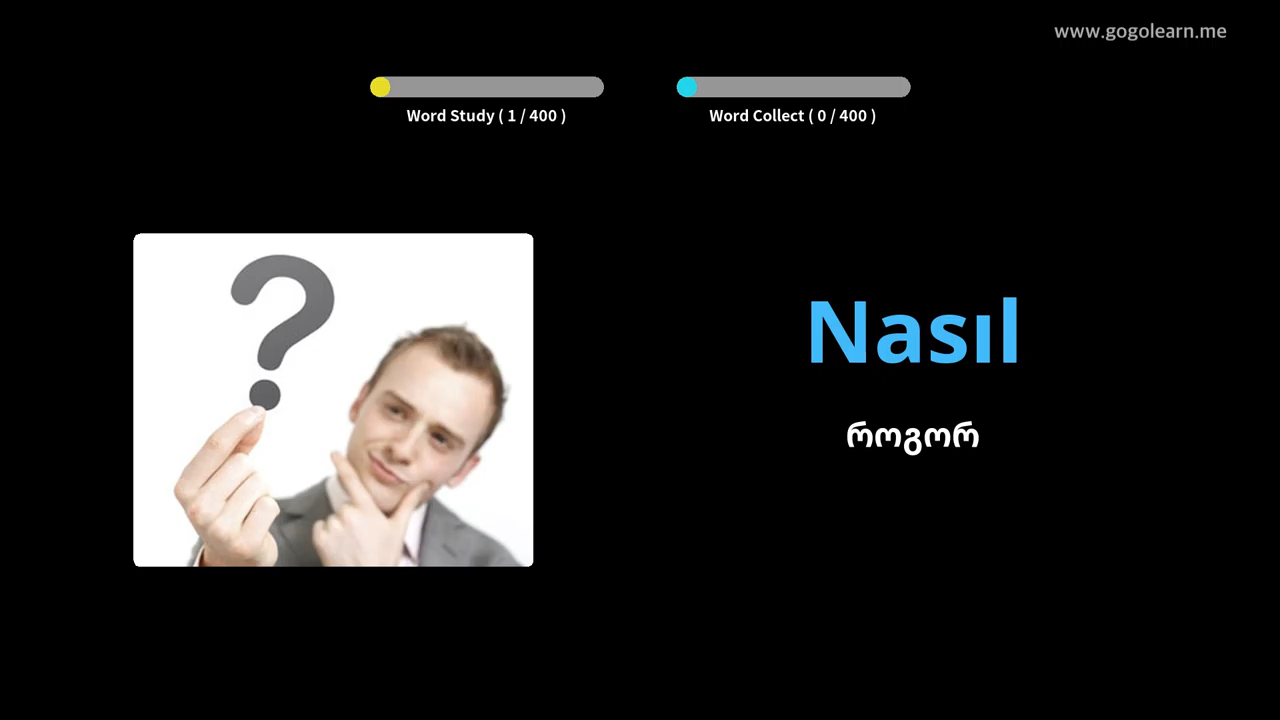 www.gogolearn.me
Word Study ( 1 / 400 )
Word Collect ( 0 / 400 )
?
Nasıl
როგორ